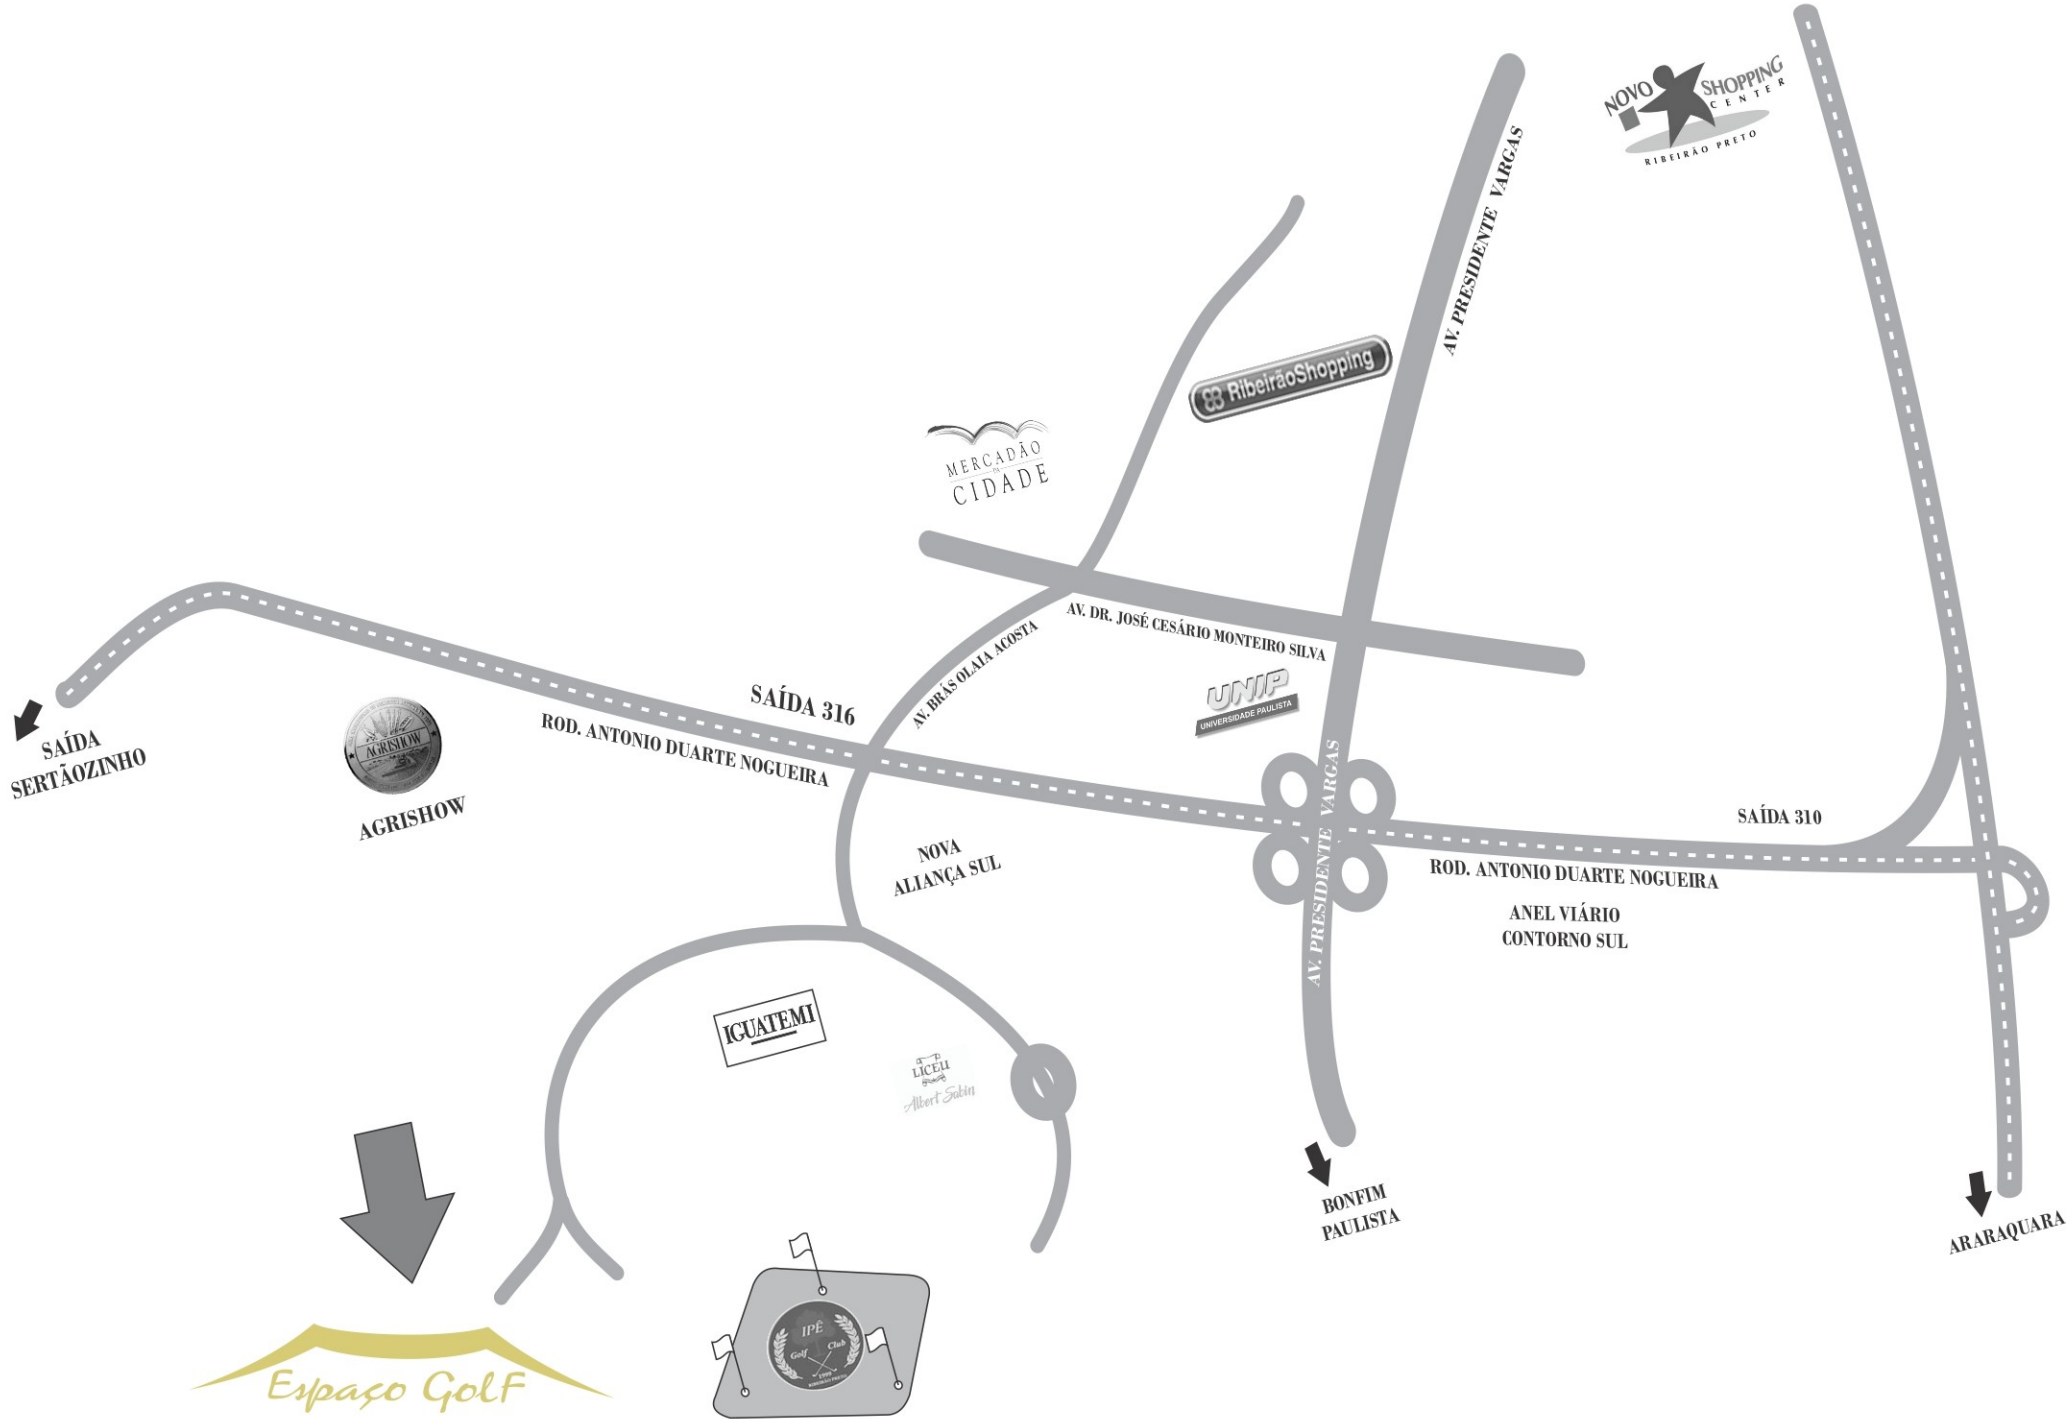 NOVO
SHOPPING
CENTER
RIBEIRÃO PRETO
AV. PRESIDENTE VARGAS
RibeirãoShopping
MERCADÃO
DA
CIDADE
AV. DR. JOSÉ CESÁRIO MONTEIRO SILVA
AV. BRÁS OLAIA ACOSTA
UNIP
UNIVERSIDADE PAULISTA
SAÍDA 316
ROD. ANTONIO DUARTE NOGUEIRA
SAÍDA
SERTÃOZINHO
AGRISHOW
AGRISHOW
AV. PRESIDENTE VARGAS
SAÍDA 310
ROD. ANTONIO DUARTE NOGUEIRA
ANEL VIÁRIO
CONTORNO SUL
NOVA
ALIANÇA SUL
IGUATEMI
LICEU
Albert Sabin
BONFIM
PAULISTA
ARARAQUARA
IPÊ
Golf Club
1999
RIBEIRÃO PRETO
Espaço Golf